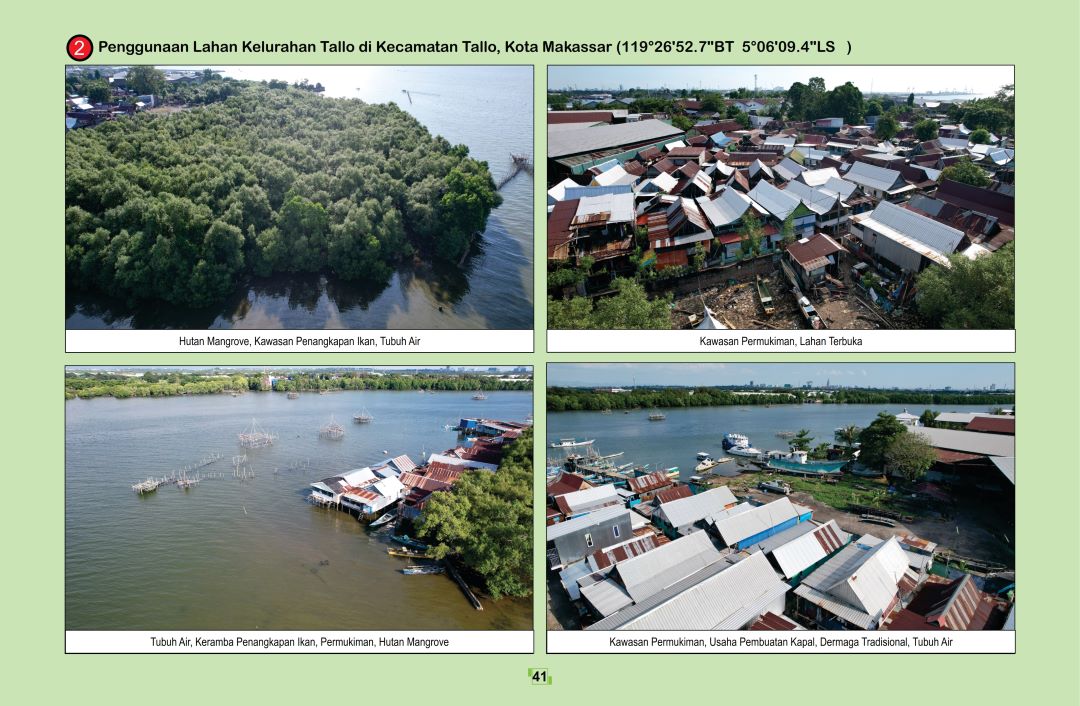 2
Penggunaan Lahan Kelurahan Tallo di Kecamatan Tallo, Kota Makassar (119°26'52.7"BT 5°06'09.4"LS )
Hutan Mangrove, Kawasan Penangkapan Ikan, Tubuh Air
Kawasan Permukiman, Lahan Terbuka
Tubuh Air, Keramba Penangkapan Ikan, Permukiman, Hutan Mangrove
Kawasan Permukiman, Usaha Pembuatan Kapal, Dermaga Tradisional, Tubuh Air
41